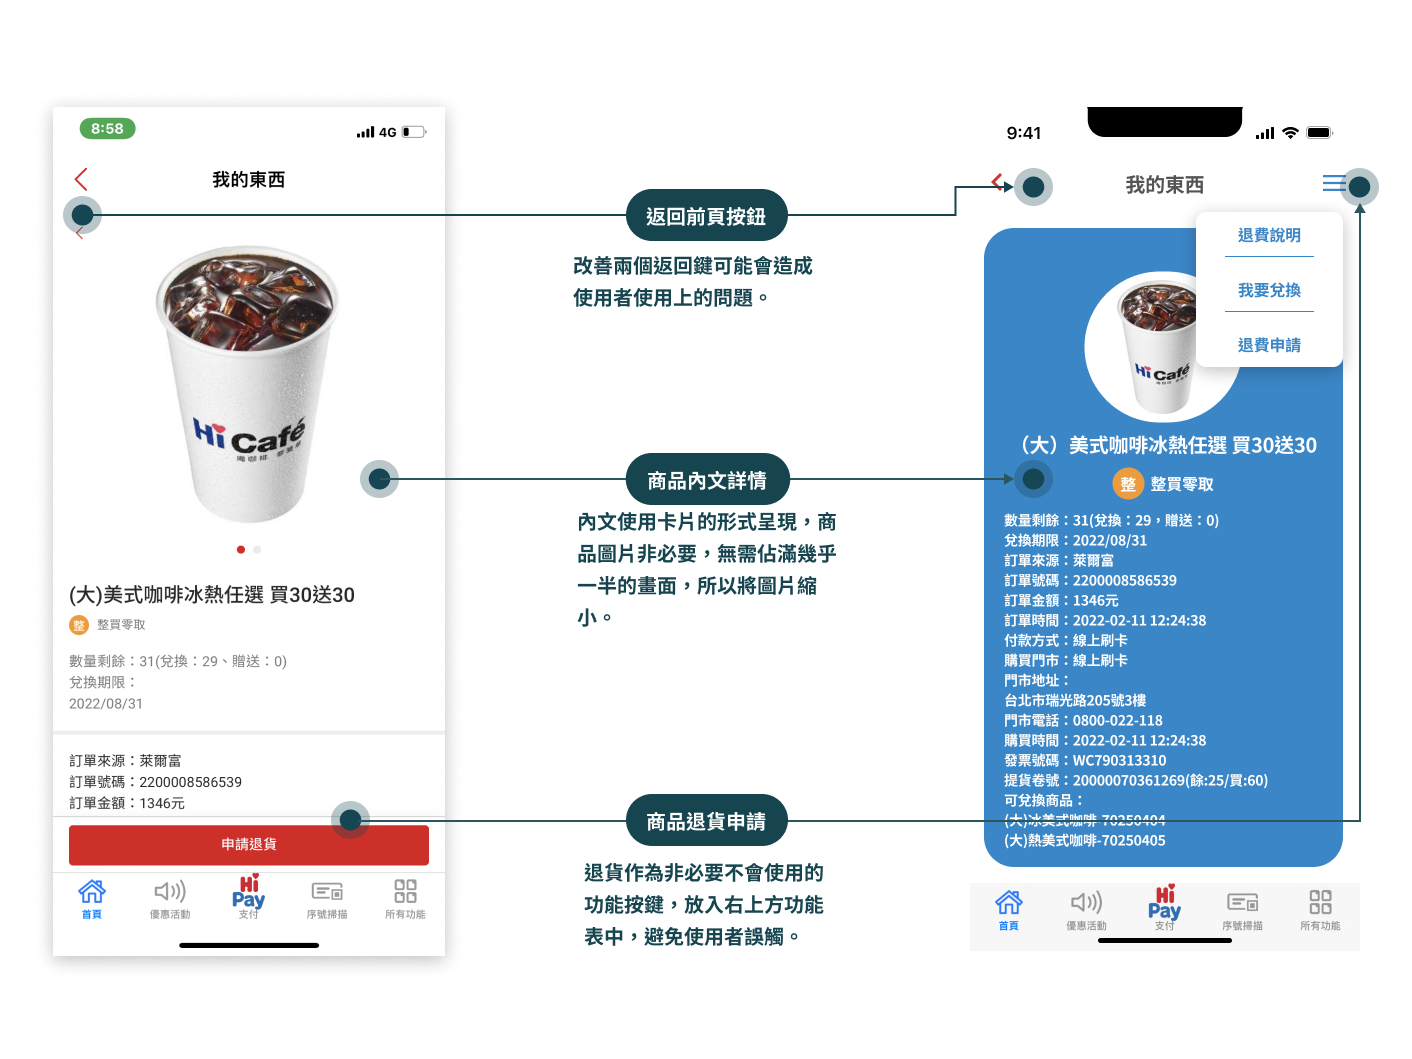 8:58
4G
我的東西
Hi Café
(大)美式咖啡冰熱任選 買30送30
整
整買零取
數量剩餘：31(兌換：29、贈送：0)
兌換期限：
2022/08/31
訂單來源：萊爾富
訂單號碼：2200008586539
訂單金額：1346元
申請退貨
首頁
優惠活動
Hi Pay
支付
序號掃描
所有功能
返回前頁按鈕
改善兩個返回鍵可能會造成
使用者使用上的問題。
商品內文詳情
內文使用卡片的形式呈現，商
品圖片非必要，無需佔滿幾乎
一半的畫面，所以將圖片縮
小。
商品退貨申請
退貨作為非必要不會使用的
功能按鍵，放入右上方功能
表中，避免使用者誤觸。
9:41
我的東西
退費說明
我要兌換
退費申請
Hi Café
（大）美式咖啡冰熱任選 買30送30
整
整買零取
數量剩餘：31(兌換：29，贈送：0)
兌換期限：2022/08/31
訂單來源：萊爾富
訂單號碼：2200008586539
訂單金額：1346元
訂單時間：2022-02-11 12:24:38
付款方式：線上刷卡
購買門市：線上刷卡
門市地址：
台北市瑞光路205號3樓
門市電話：0800-022-118
購買時間：2022-02-11 12:24:38
發票號碼：WC790313310
提貨卷號：20000070361269(餘:25/買:60)
可兌換商品：
(大)冰美式咖啡-70250404
(大)熱美式咖啡-70250405
首頁
優惠活動
Hi Pay
支付
序號掃描
所有功能